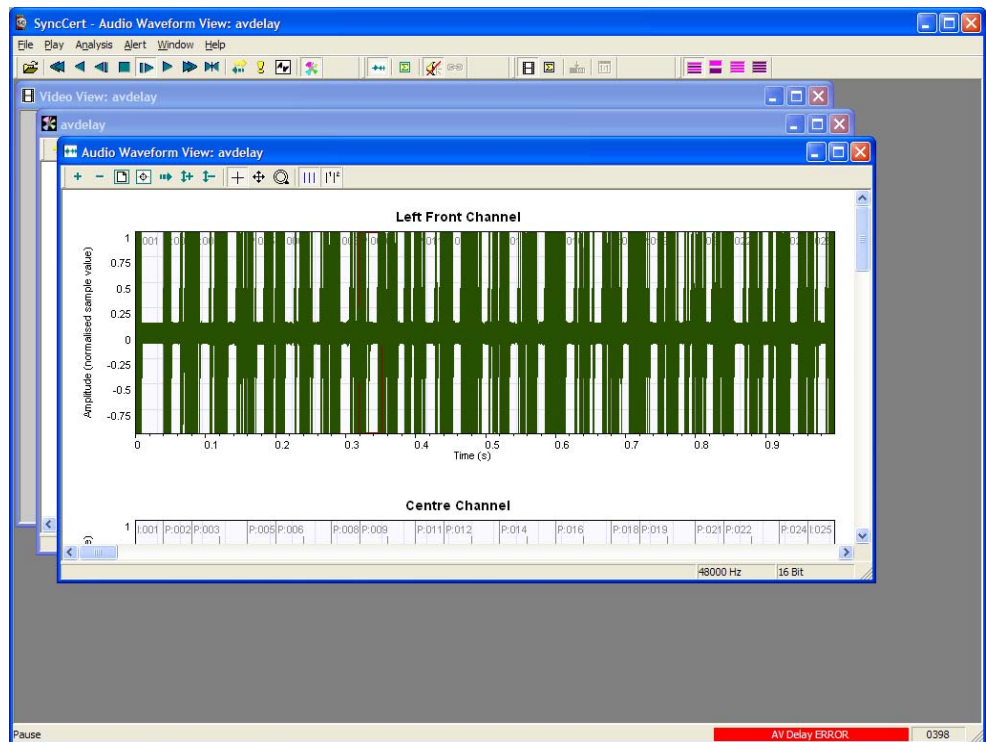 SyncCert - Audio Waveform View: avdelay
File Play Analysis Alert Window Help
Video View: avdelay
avdelay
Audio Waveform View: avdelay
Left Front Channel
Amplitude (normalised sample value)
1
0.75
0.5
0.25
0
-0.25
-0.5
-0.75
0 0.1 0.2 0.3 0.4 0.5 0.6 0.7 0.8 0.9
Time (s)
Centre Channel
1
I:001 P:002 P:003 P:005 P:006 P:008 P:009 P:011 P:012 P:014 P:016 P:018 P:019 P:021 P:022 P:024 I:025
48000 Hz 16 Bit
Pause AV Delay ERROR 0398